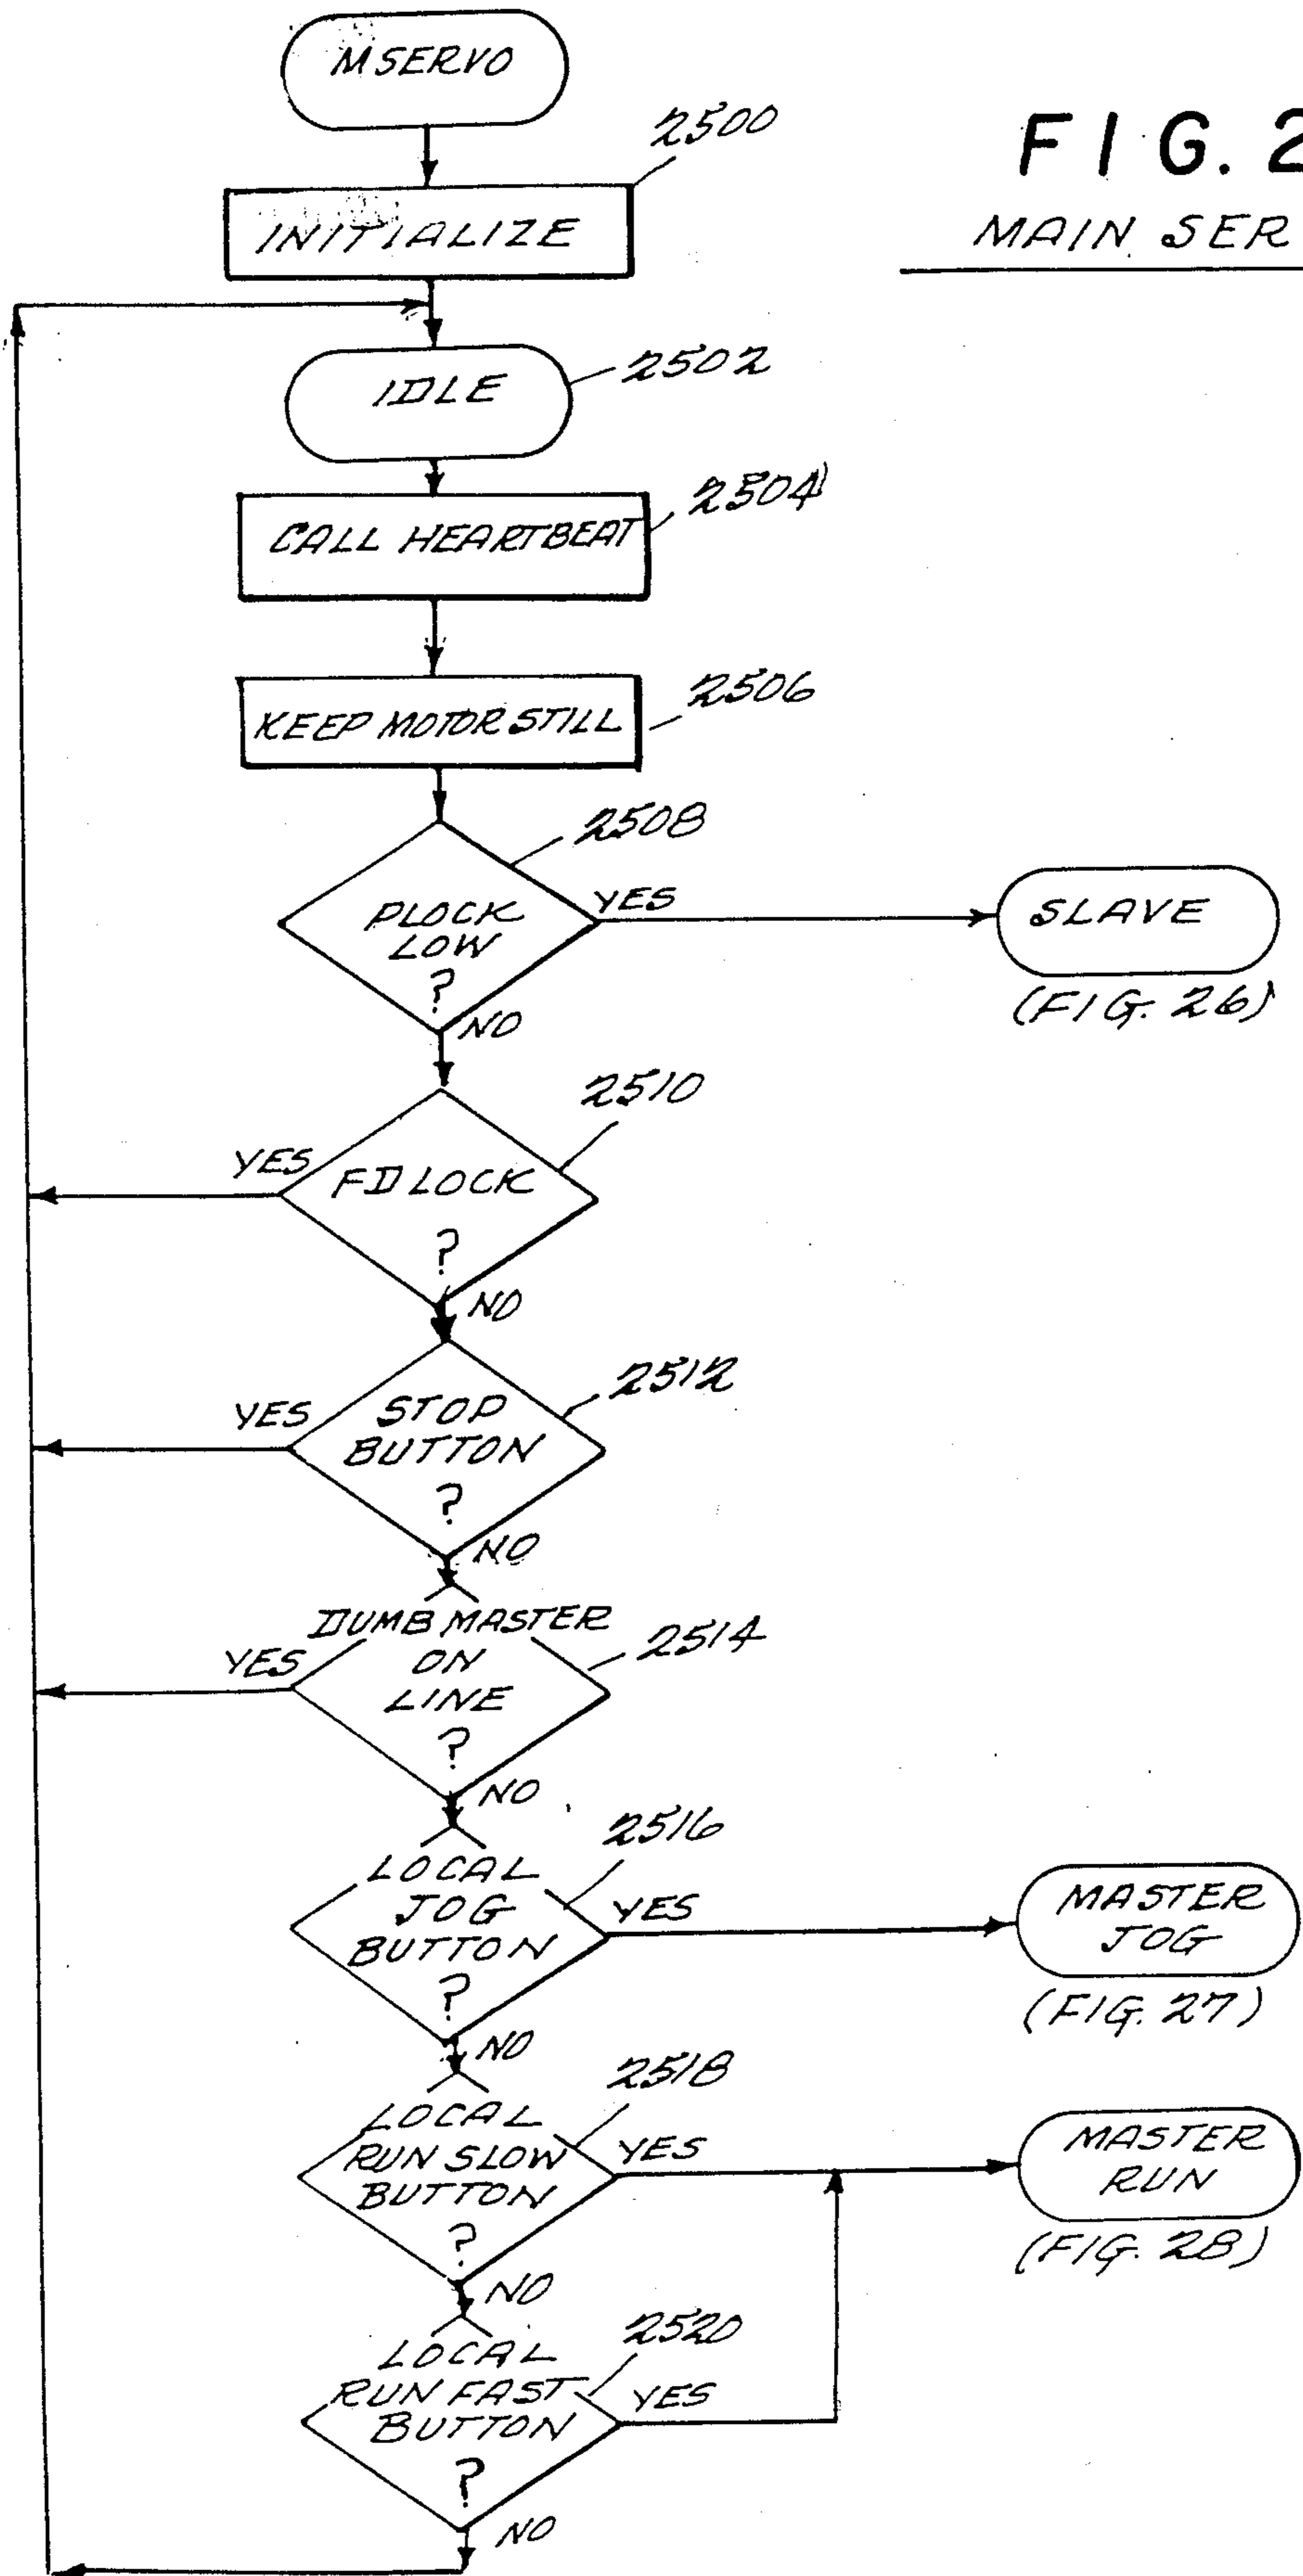 MSERVO
2500
FIG. 2
MAIN SER
INITIALIZE
IDLE
2502
CALL HEARTBEAT
2504
KEEP MOTOR STILL
2506
2508
PLOCK
LOW
?
YES
NO
SLAVE
(FIG. 26)
2510
YES
FDLOCK
?
NO
2512
YES
STOP
BUTTON
?
NO
DUMB MASTER
ON
LINE
?
YES
2514
NO
2516
LOCAL
JOG
BUTTON
?
YES
NO
MASTER
JOG
(FIG. 27)
2518
LOCAL
RUN SLOW
BUTTON
?
YES
NO
MASTER
RUN
(FIG. 28)
2520
LOCAL
RUN FAST
BUTTON
?
YES
NO